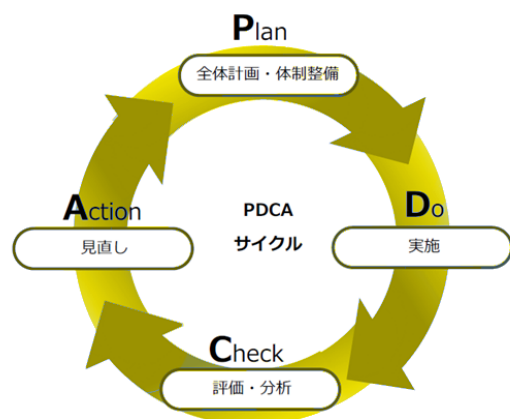 Plan
全体計画・体制整備
Action
見直し
PDCA
サイクル
Do
実施
Check
評価・分析